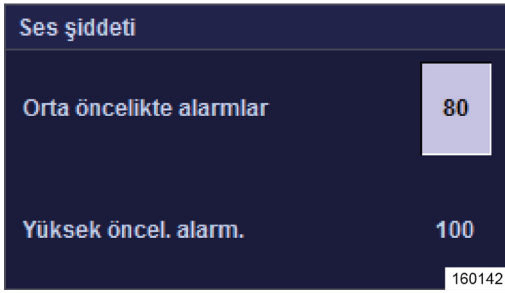 Ses şiddeti
Orta öncelikte alarmlar 80
Yüksek öncel. alarm. 100
160142